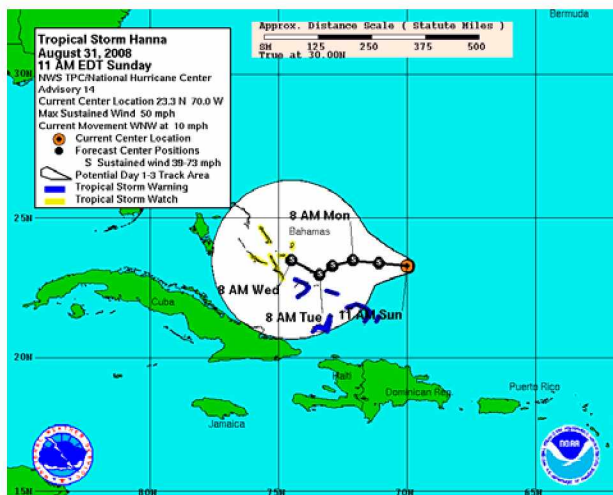 Tropical Storm Hanna
August 31, 2008
11 AM EDT Sunday
NWS TPC/National Hurricane Center
Advisory 14
Current Center Location 23.3 N 70.0 W
Max Sustained Wind 50 mph
Current Movement WNW at 10 mph
Current Center Location
Forecast Center Positions
S Sustained wind 39-73 mph
Potential Day 1-3 Track Area
Tropical Storm Warning
Tropical Storm Watch
Approx. Distance Scale ( Statute Miles )
SM 125 250 375 500
True at 30.00N
Bermuda
30N
25N
8 AM Mon
Bahamas
S S S S S S
8 AM Wed
8 AM Tue
11 AM Sun
Cuba
20N
Haiti
Dominican Rep.
Puerto Rico
Jamaica
NOAA
15N
80W
75W
70W
65W